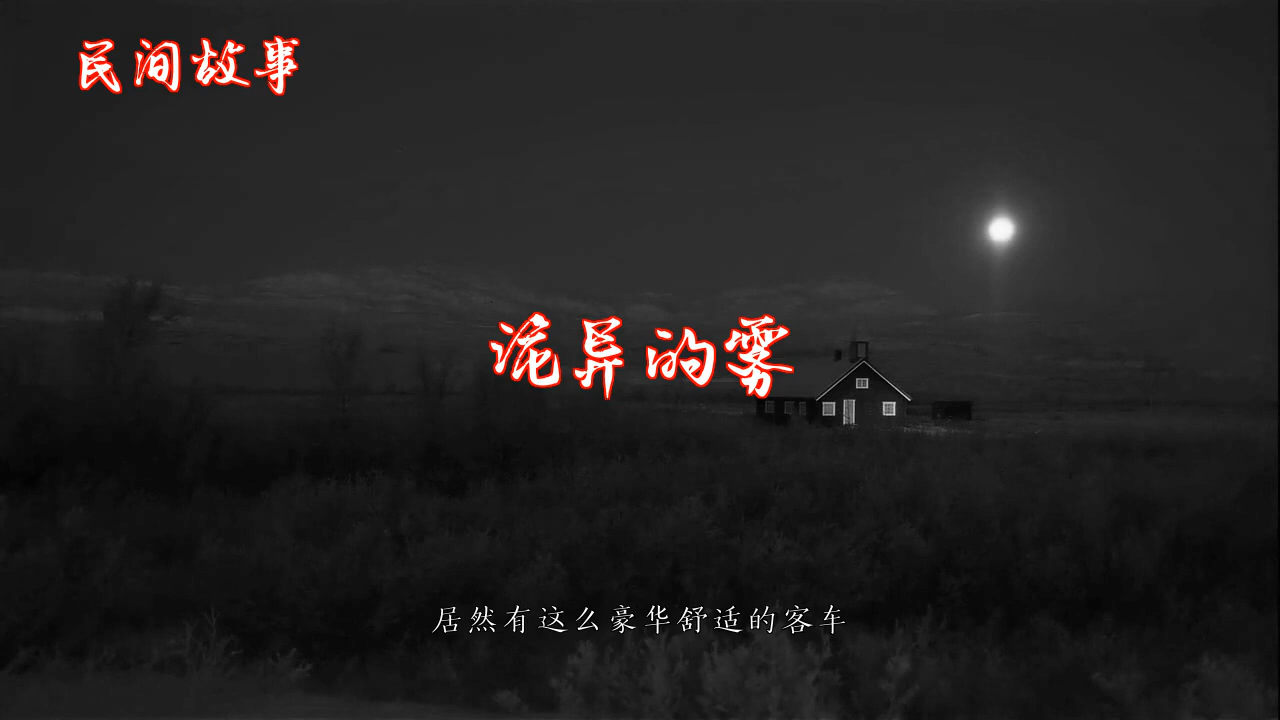 民间故事
诡异的雾
居然有这么豪华舒适的客车